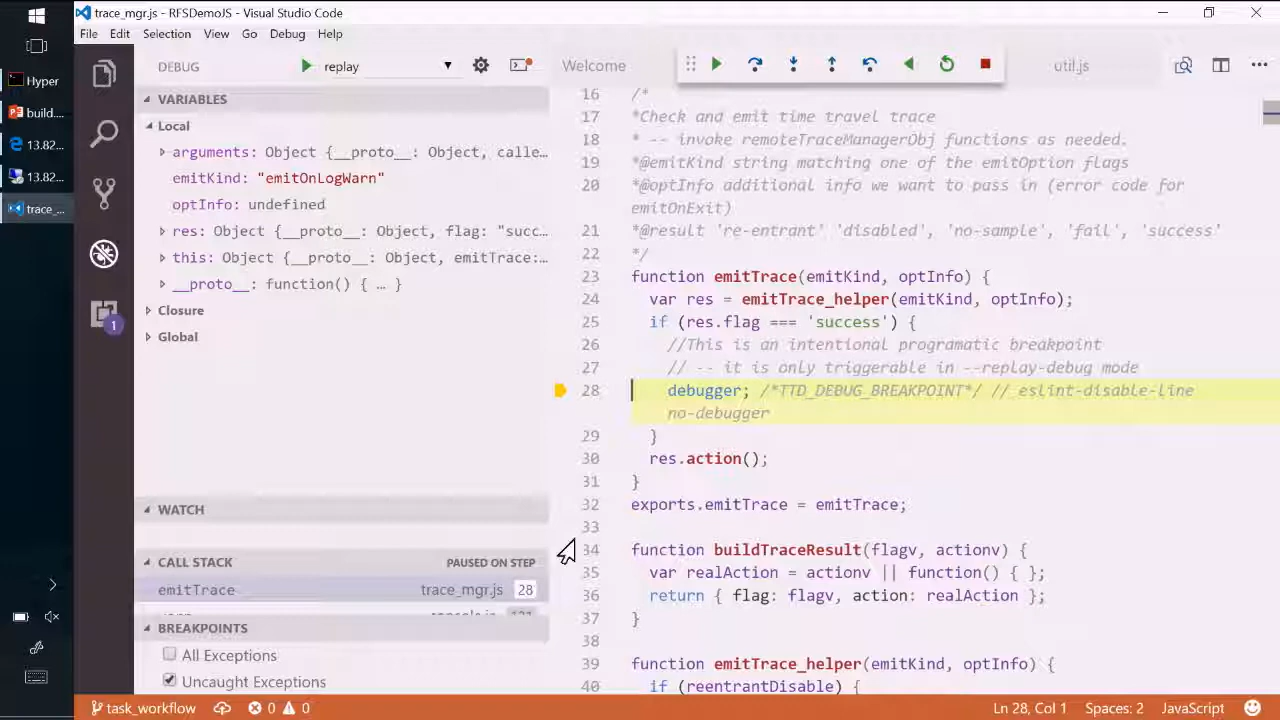 trace_mgr.js - RFSDemoJS - Visual Studio Code
File Edit Selection View Go Debug Help
Hyper
build....
13.82...
13.82...
trace_...
DEBUG
replay
VARIABLES
Local
arguments: Object {__proto__: Object, calle…
emitKind: "emitOnLogWarn"
optInfo: undefined
res: Object {__proto__: Object, flag: "succ…
this: Object {__proto__: Object, emitTrace:…
__proto__: function() { … }
Closure
Global
WATCH
CALL STACK PAUSED ON STEP
emitTrace trace_mgr.js 28
BREAKPOINTS
All Exceptions
Uncaught Exceptions
1
Welcome util.js
16 /*
17 *Check and emit time travel trace
18 * -- invoke remoteTraceManagerObj functions as needed.
19 *@emitKind string matching one of the emitOption flags
20 *@optInfo additional info we want to pass in (error code for
emitOnExit)
21 *@result 're-entrant' 'disabled', 'no-sample', 'fail', 'success'
22 */
23 function emitTrace(emitKind, optInfo) {
24 var res = emitTrace_helper(emitKind, optInfo);
25 if (res.flag === 'success') {
26 //This is an intentional programatic breakpoint
27 // -- it is only triggerable in --replay-debug mode
28 debugger; /*TTD_DEBUG_BREAKPOINT*/ // eslint-disable-line
no-debugger
29 }
30 res.action();
31 }
32 exports.emitTrace = emitTrace;
33
34 function buildTraceResult(flagv, actionv) {
35 var realAction = actionv || function() { };
36 return { flag: flagv, action: realAction };
37 }
38
39 function emitTrace_helper(emitKind, optInfo) {
40 if (reentrantDisable) {
task_workflow 0 0 Ln 28, Col 1 Spaces: 2 JavaScript